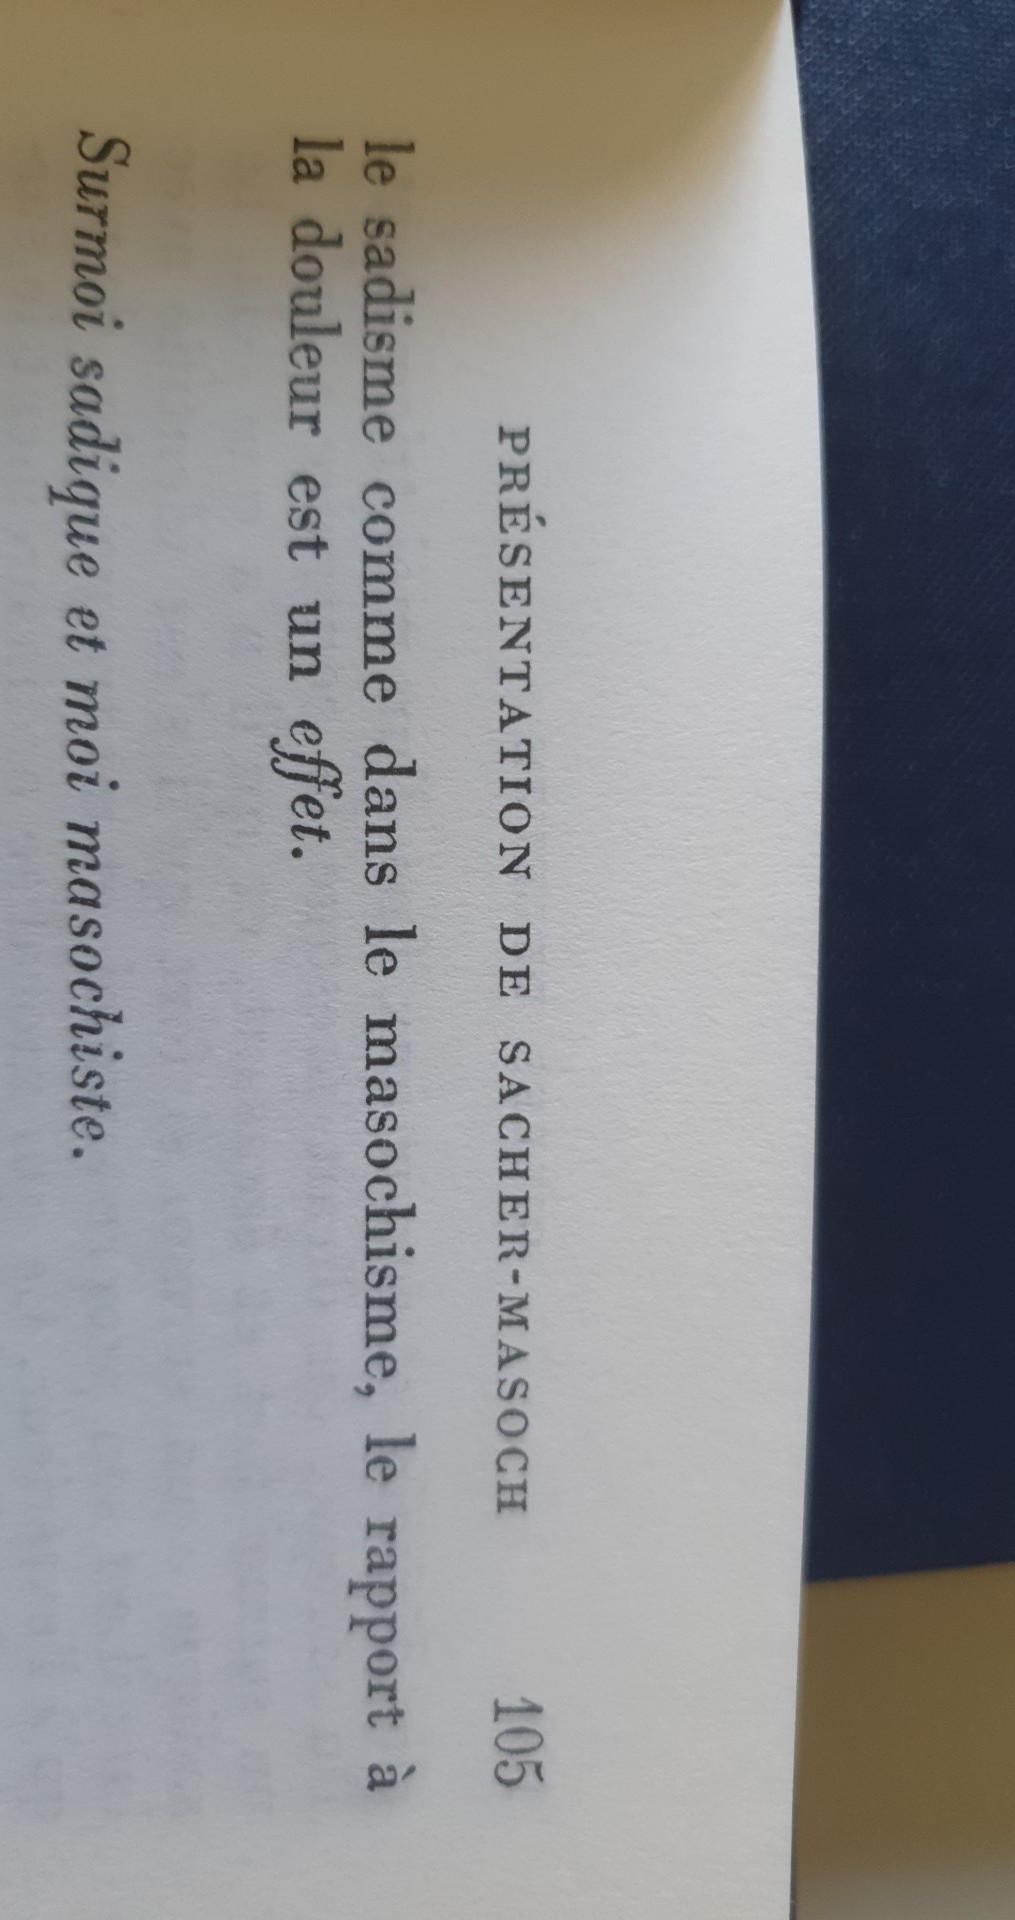 PRÉSENTATION DE SACHER-MASOCH 105
le sadisme comme dans le masochisme, le rapport à
la douleur est un effet.
Surmoi sadique et moi masochiste.